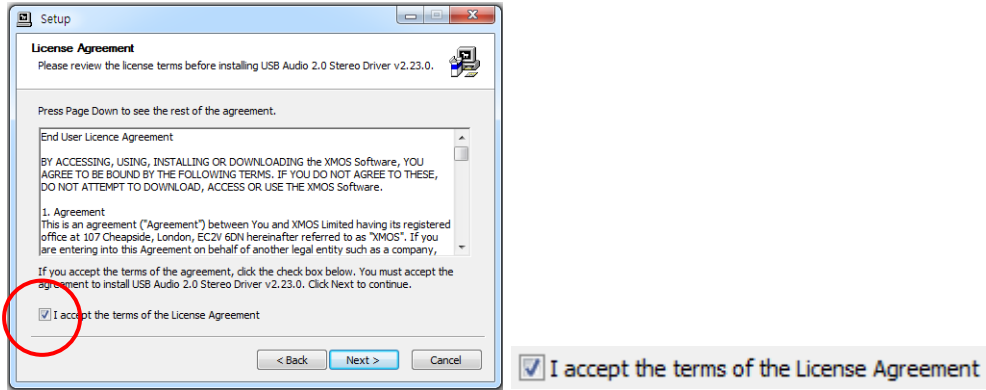 Setup
License Agreement
Please review the license terms before installing USB Audio 2.0 Stereo Driver v2.23.0.
Press Page Down to see the rest of the agreement.
End User Licence Agreement
BY ACCESSING, USING, INSTALLING OR DOWNLOADING the XMOS Software, YOU
AGREE TO BE BOUND BY THE FOLLOWING TERMS. IF YOU DO NOT AGREE TO THESE,
DO NOT ATTEMPT TO DOWNLOAD, ACCESS OR USE THE XMOS Software.
1. Agreement
This is an agreement ("Agreement") between You and XMOS Limited having its registered
office at 107 Cheapside, London, EC2V 6DN hereinafter referred to as "XMOS". If you
are entering into this Agreement on behalf of another legal entity such as a company,
If you accept the terms of the agreement, click the check box below. You must accept the
agreement to install USB Audio 2.0 Stereo Driver v2.23.0. Click Next to continue.
I accept the terms of the License Agreement
< Back Next > Cancel
I accept the terms of the License Agreement